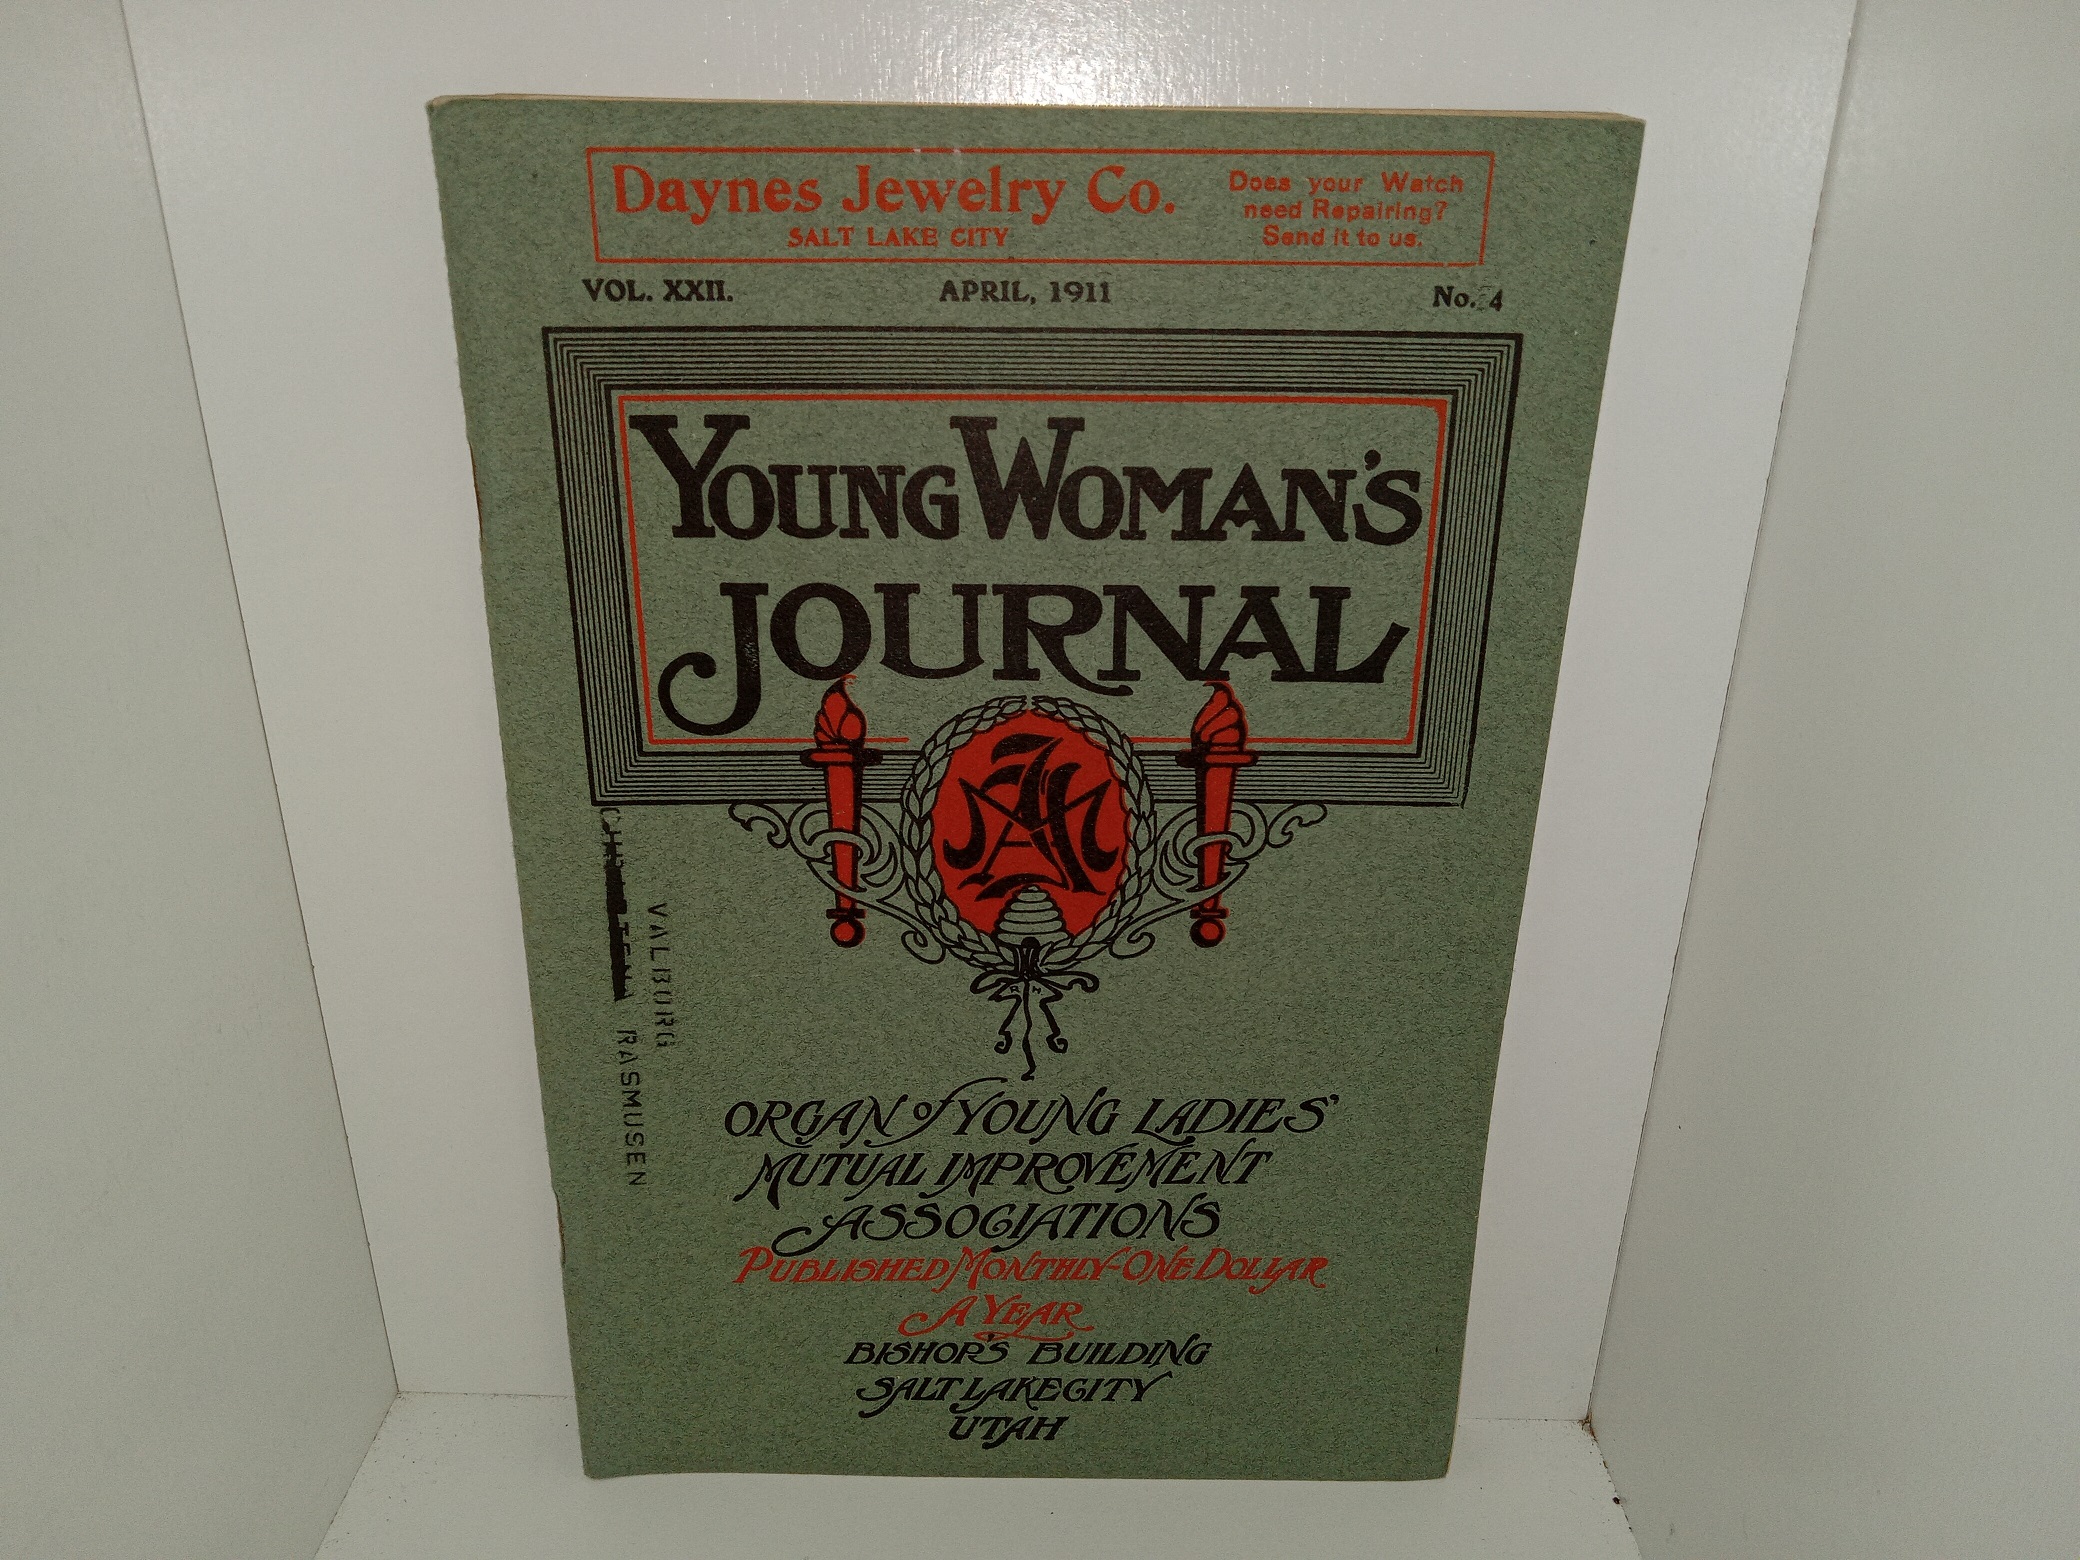 Daynes Jewelry Co.
SALT LAKE CITY
Does your Watch
need Repairing?
Send it to us.
VOL. XXII.
APRIL, 1911
No. 4
YOUNG WOMAN'S
JOURNAL
VALBURG
RASMUSEN
R H
ORGAN of YOUNG LADIES'
MUTUAL IMPROVEMENT
ASSOCIATIONS
PUBLISHED MONTHLY-ONE DOLLAR
A YEAR
BISHOP'S BUILDING
SALT LAKE CITY
UTAH